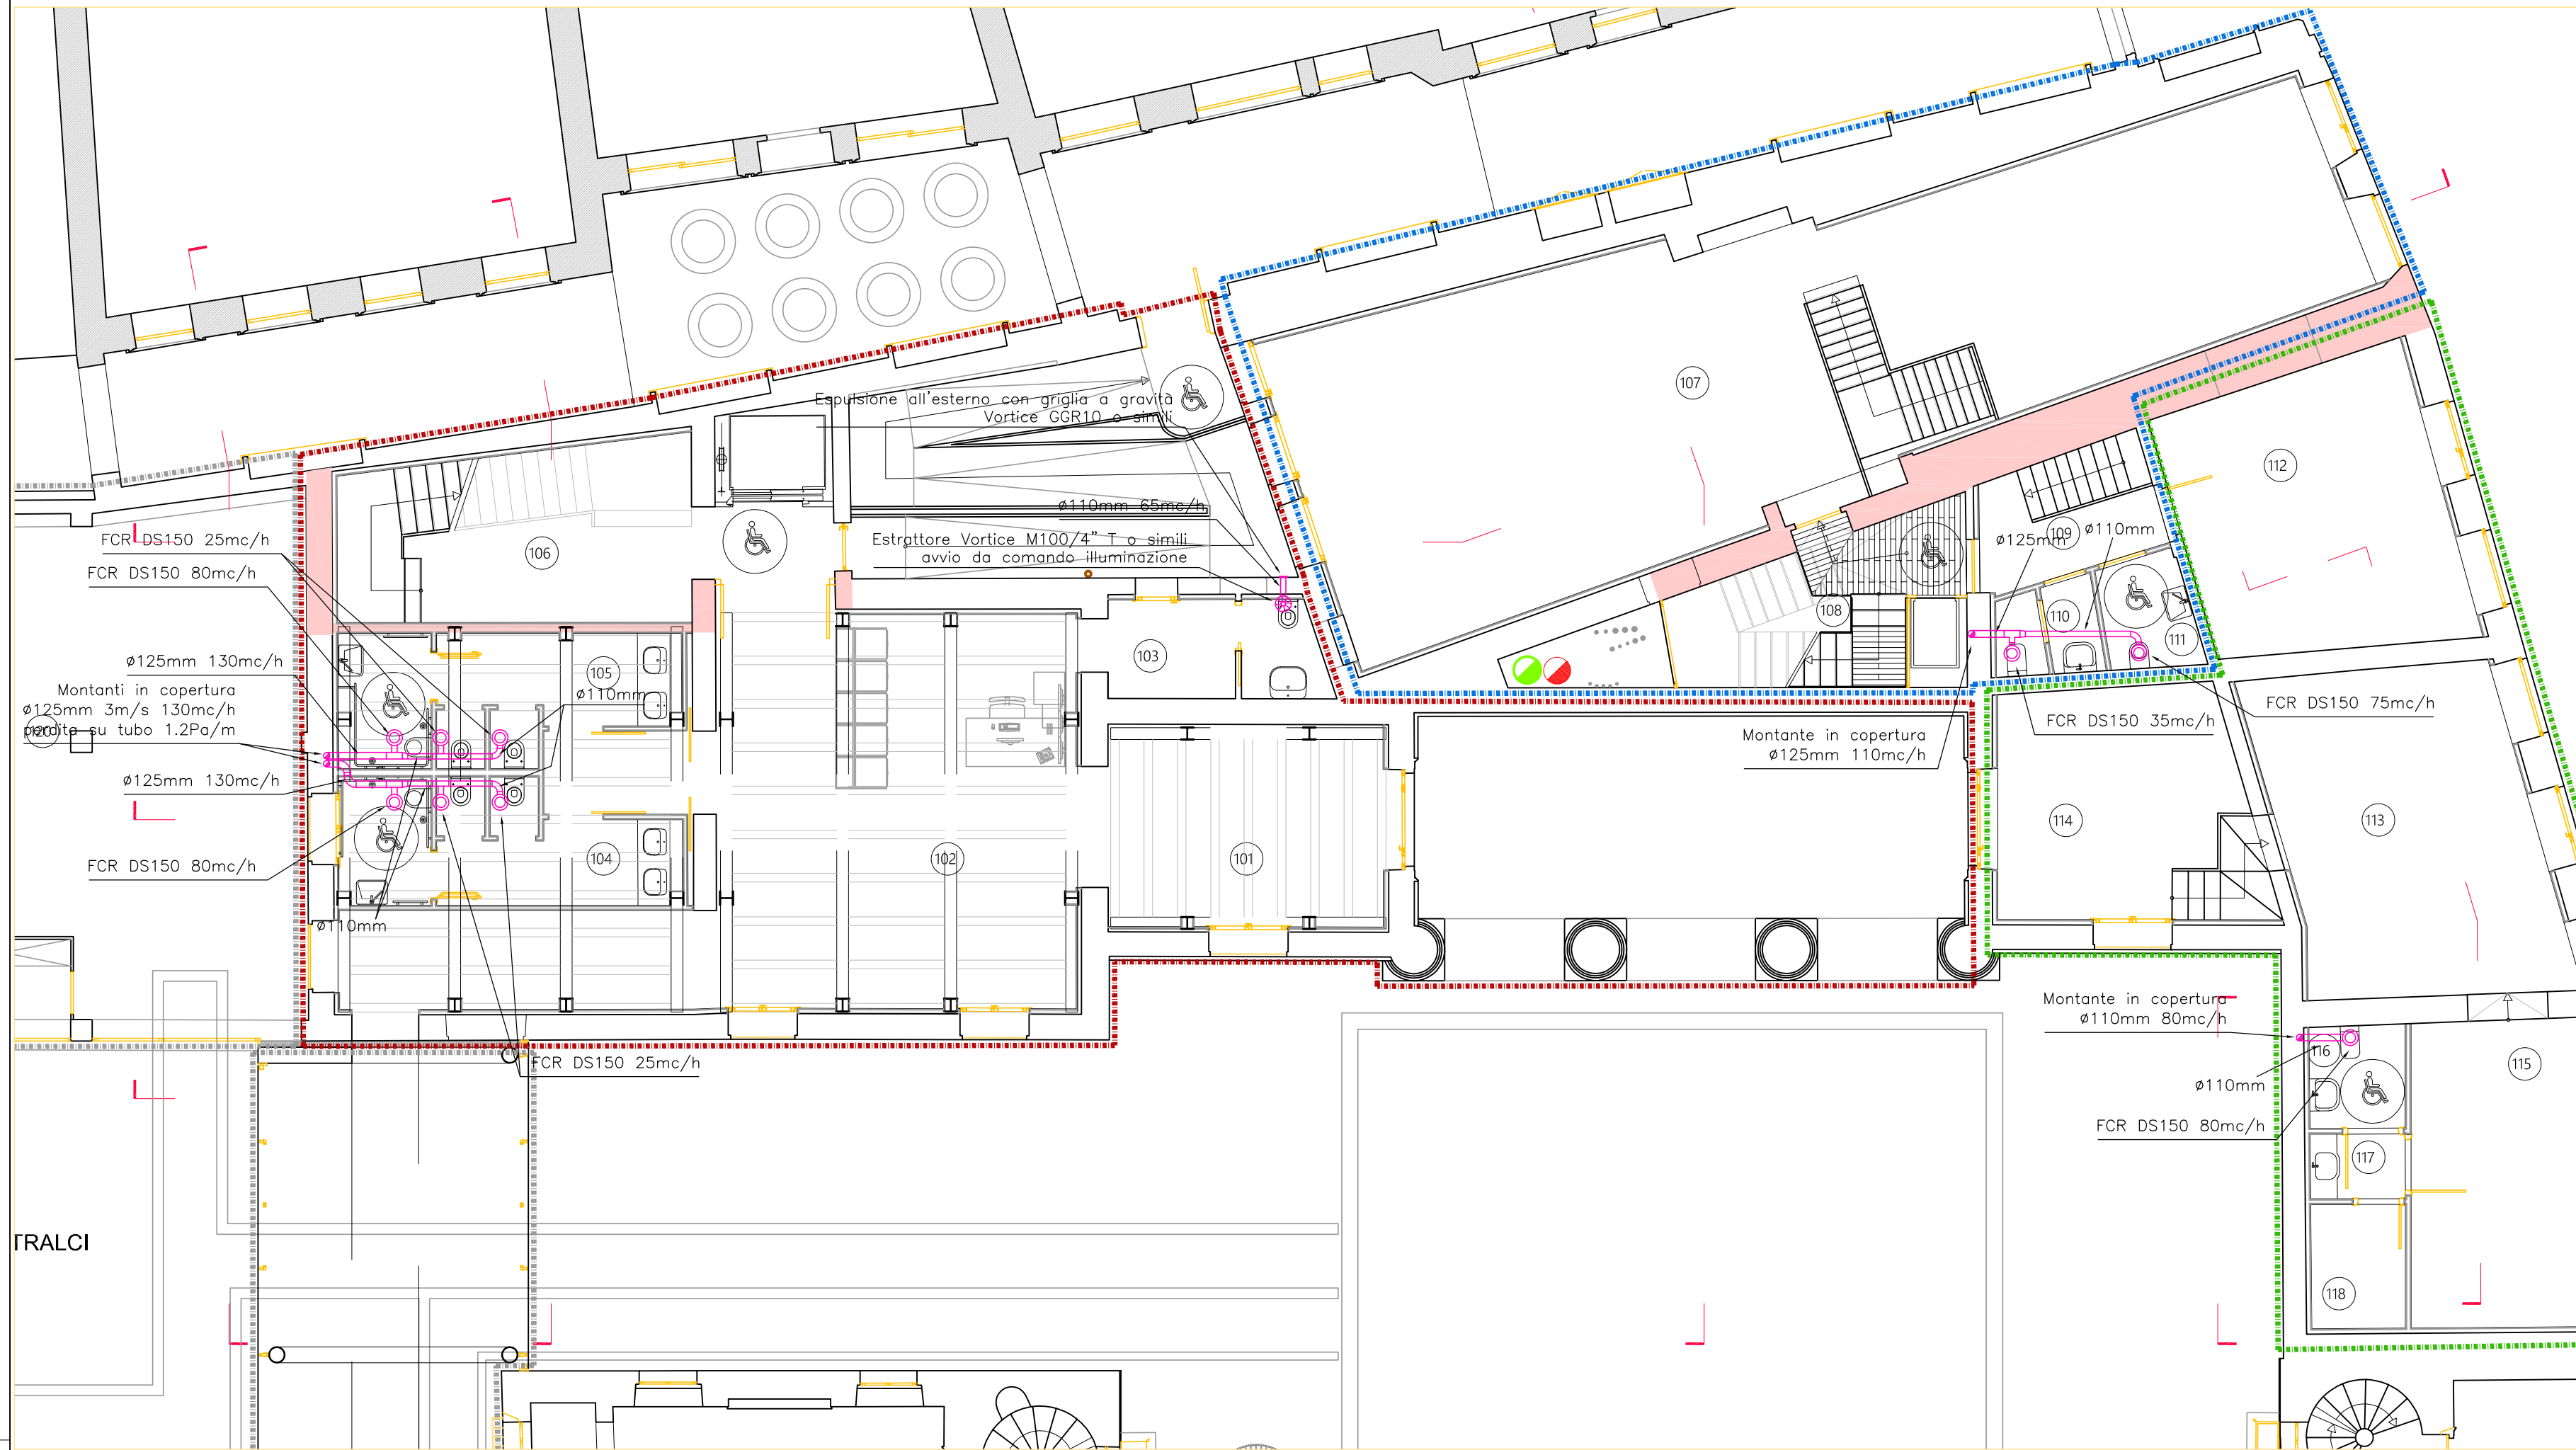 107
112
Espulsione all'esterno con griglia a gravità
Vortice GGR10 o simili
ø110mm 65mc/h
Estrattore Vortice M100/4" T o simili
avvio da comando illuminazione
106
FCR DS150 25mc/h
FCR DS150 80mc/h
ø125mm 130mc/h
Montanti in copertura
ø125mm 3m/s 130mc/h
perdita su tubo 1.2Pa/m
120
ø125mm 130mc/h
FCR DS150 80mc/h
ø110mm
105
ø110mm
104
102
101
103
FCR DS150 25mc/h
108
109
ø125mm
ø110mm
110
111
FCR DS150 75mc/h
FCR DS150 35mc/h
Montante in copertura
ø125mm 110mc/h
114
113
Montante in copertura
ø110mm 80mc/h
116
115
ø110mm
FCR DS150 80mc/h
117
118
TRALCI